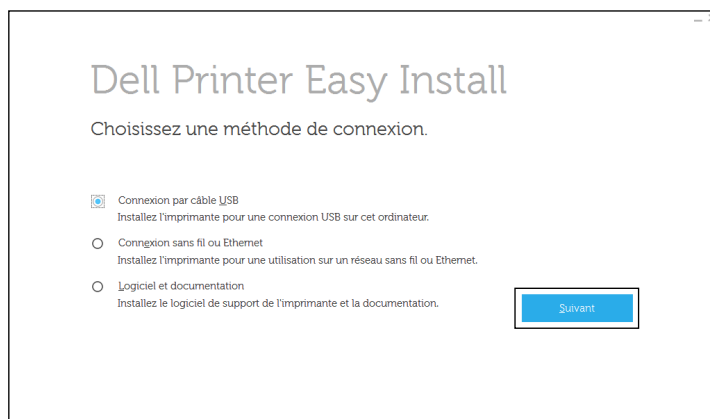 Dell Printer Easy Install
Choisissez une méthode de connexion.
Connexion par câble USB
Installez l'imprimante pour une connexion USB sur cet ordinateur.
Connexion sans fil ou Ethernet
Installez l'imprimante pour une utilisation sur un réseau sans fil ou Ethernet.
Logiciel et documentation
Installez le logiciel de support de l'imprimante et la documentation.
Suivant